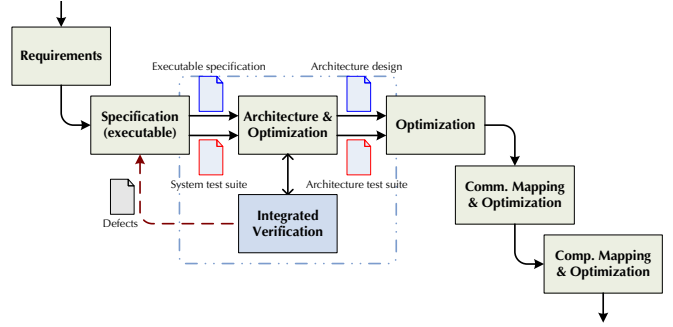 Requirements
Executable specification
Architecture design
Specification
(executable)
Architecture &
Optimization
Optimization
System test suite
Architecture test suite
Defects
Integrated
Verification
Comm. Mapping
& Optimization
Comp. Mapping
& Optimization